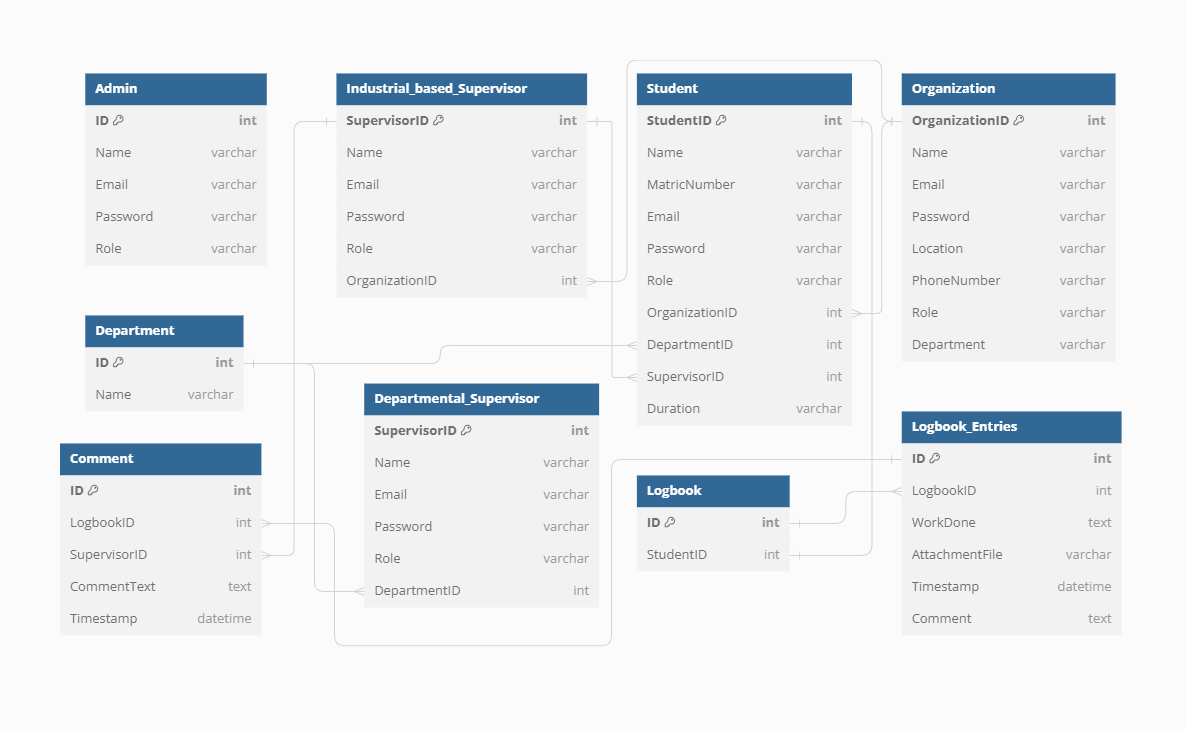 Admin
ID int
Name varchar
Email varchar
Password varchar
Role varchar
Industrial_based_Supervisor
SupervisorID int
Name varchar
Email varchar
Password varchar
Role varchar
OrganizationID int
Student
StudentID int
Name varchar
MatricNumber varchar
Email varchar
Password varchar
Role varchar
OrganizationID int
DepartmentID int
SupervisorID int
Duration varchar
Organization
OrganizationID int
Name varchar
Email varchar
Password varchar
Location varchar
PhoneNumber varchar
Role varchar
Department varchar
Department
ID int
Name varchar
Departmental_Supervisor
SupervisorID int
Name varchar
Email varchar
Password varchar
Role varchar
DepartmentID int
Comment
ID int
LogbookID int
SupervisorID int
CommentText text
Timestamp datetime
Logbook
ID int
StudentID int
Logbook_Entries
ID int
LogbookID int
WorkDone text
AttachmentFile varchar
Timestamp datetime
Comment text